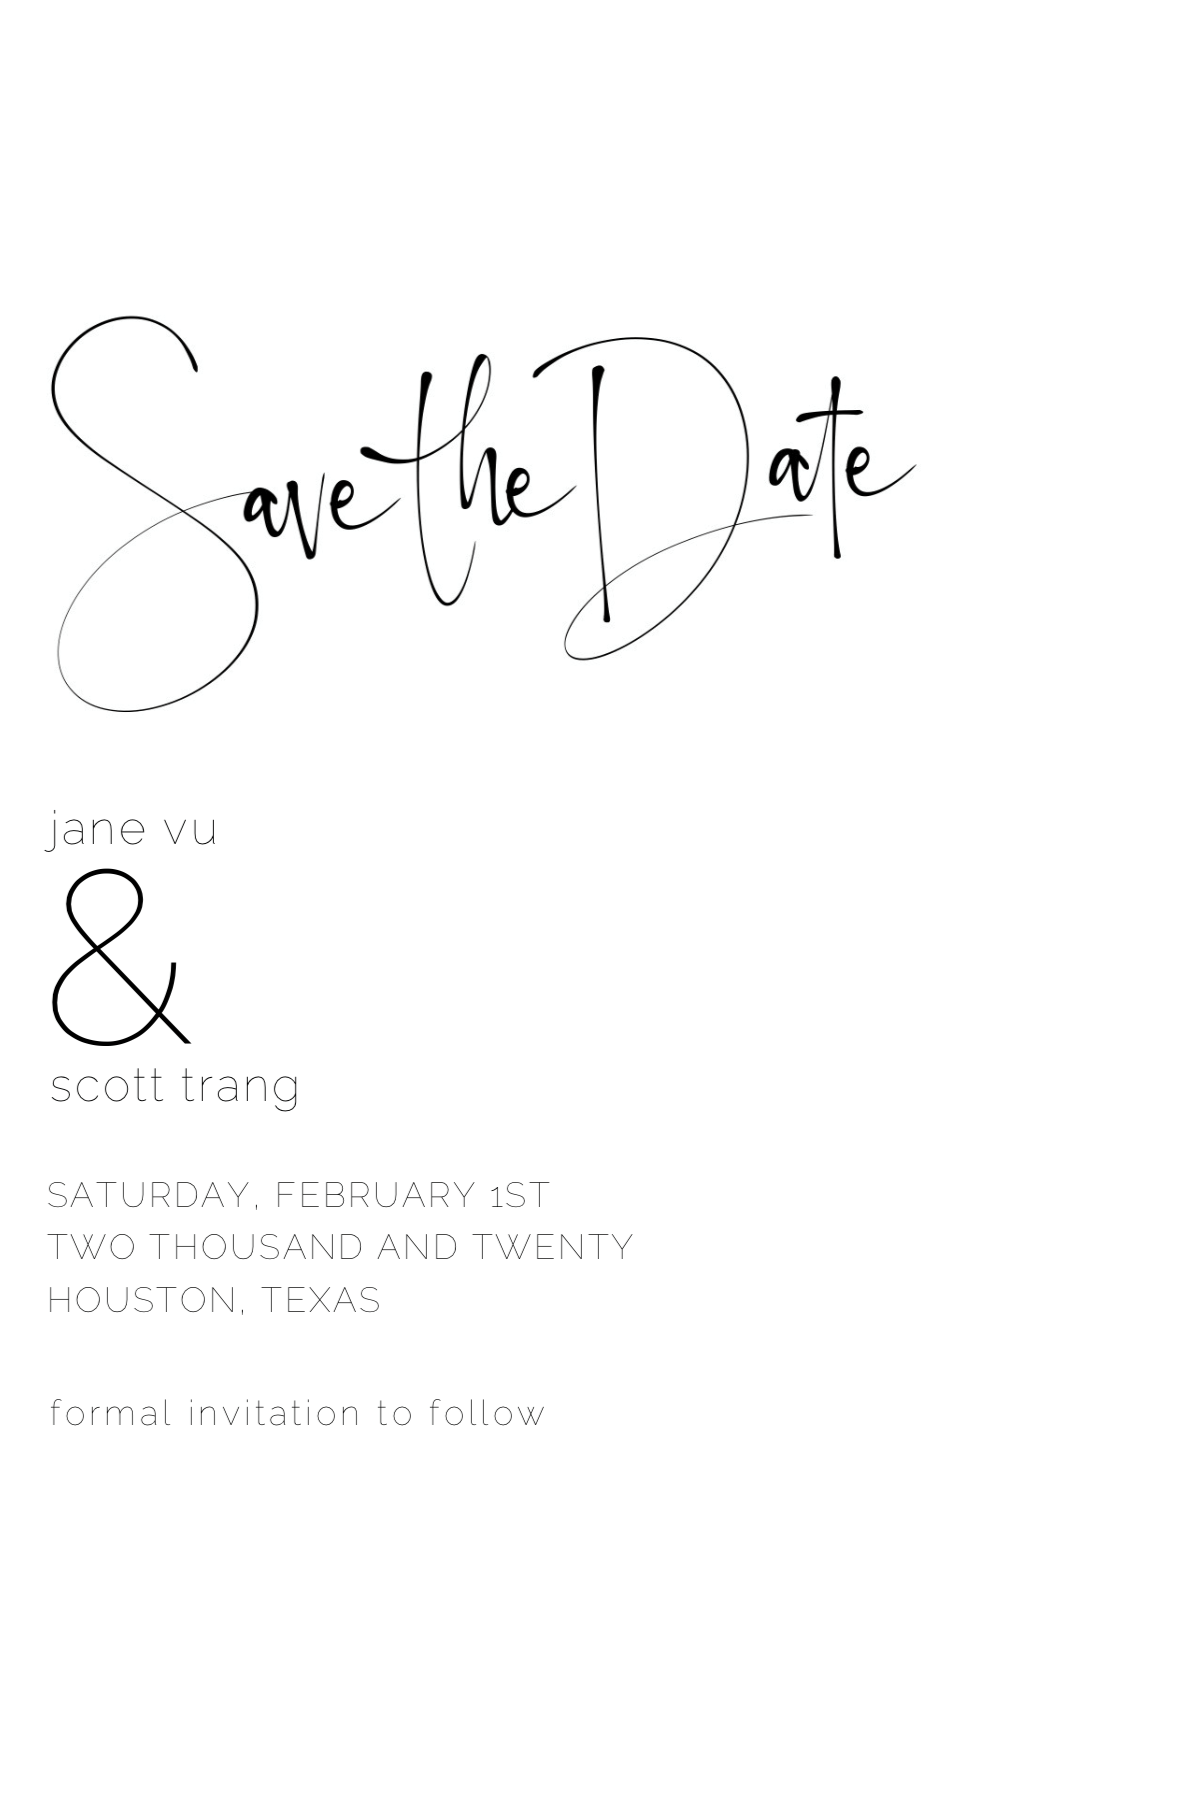 Save the Date
jane vu
&
scott trang
SATURDAY, FEBRUARY 1ST
TWO THOUSAND AND TWENTY
HOUSTON, TEXAS
formal invitation to follow